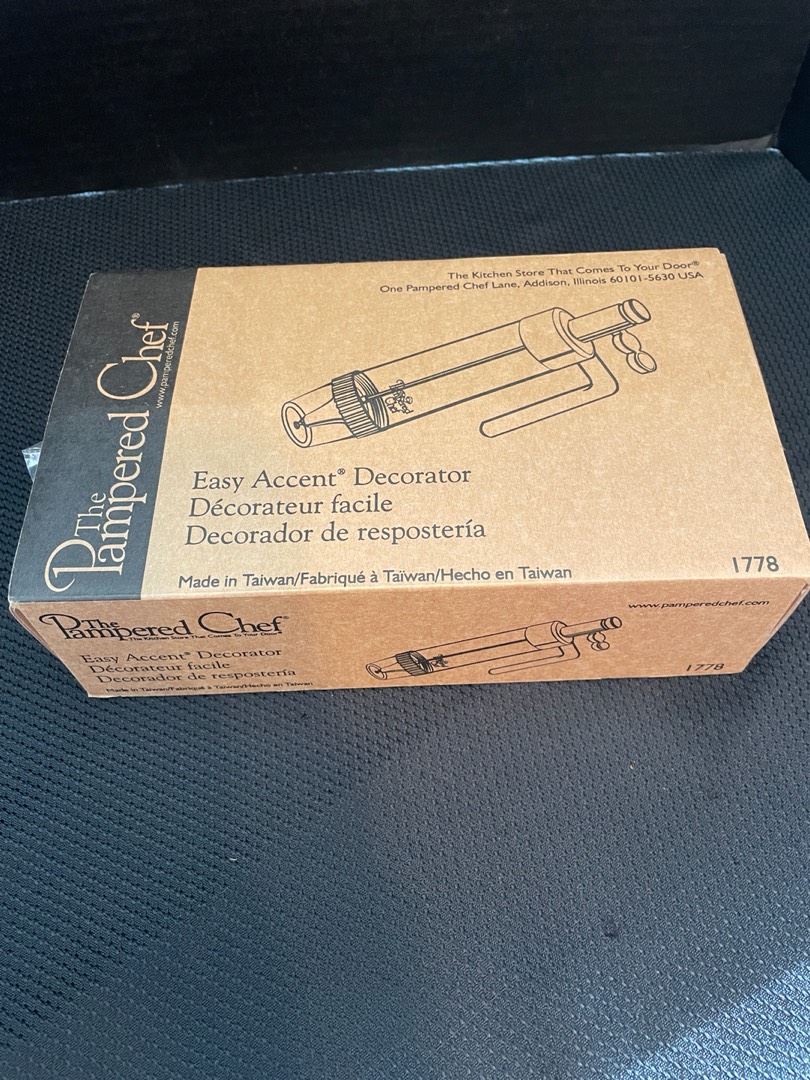 The Kitchen Store That Comes To Your Door®
One Pampered Chef Lane, Addison, Illinois 60101-5630 USA
The Pampered Chef®
www.pamperedchef.com
Easy Accent® Decorator
Décorateur facile
Decorador de respostería
Made in Taiwan/Fabriqué à Taïwan/Hecho en Taiwan
1778
The Pampered Chef®
The Kitchen Store That Comes To Your Door®
www.pamperedchef.com
Easy Accent® Decorator
Décorateur facile
Decorador de respostería
Made in Taiwan/Fabriqué à Taïwan/Hecho en Taiwan
1778